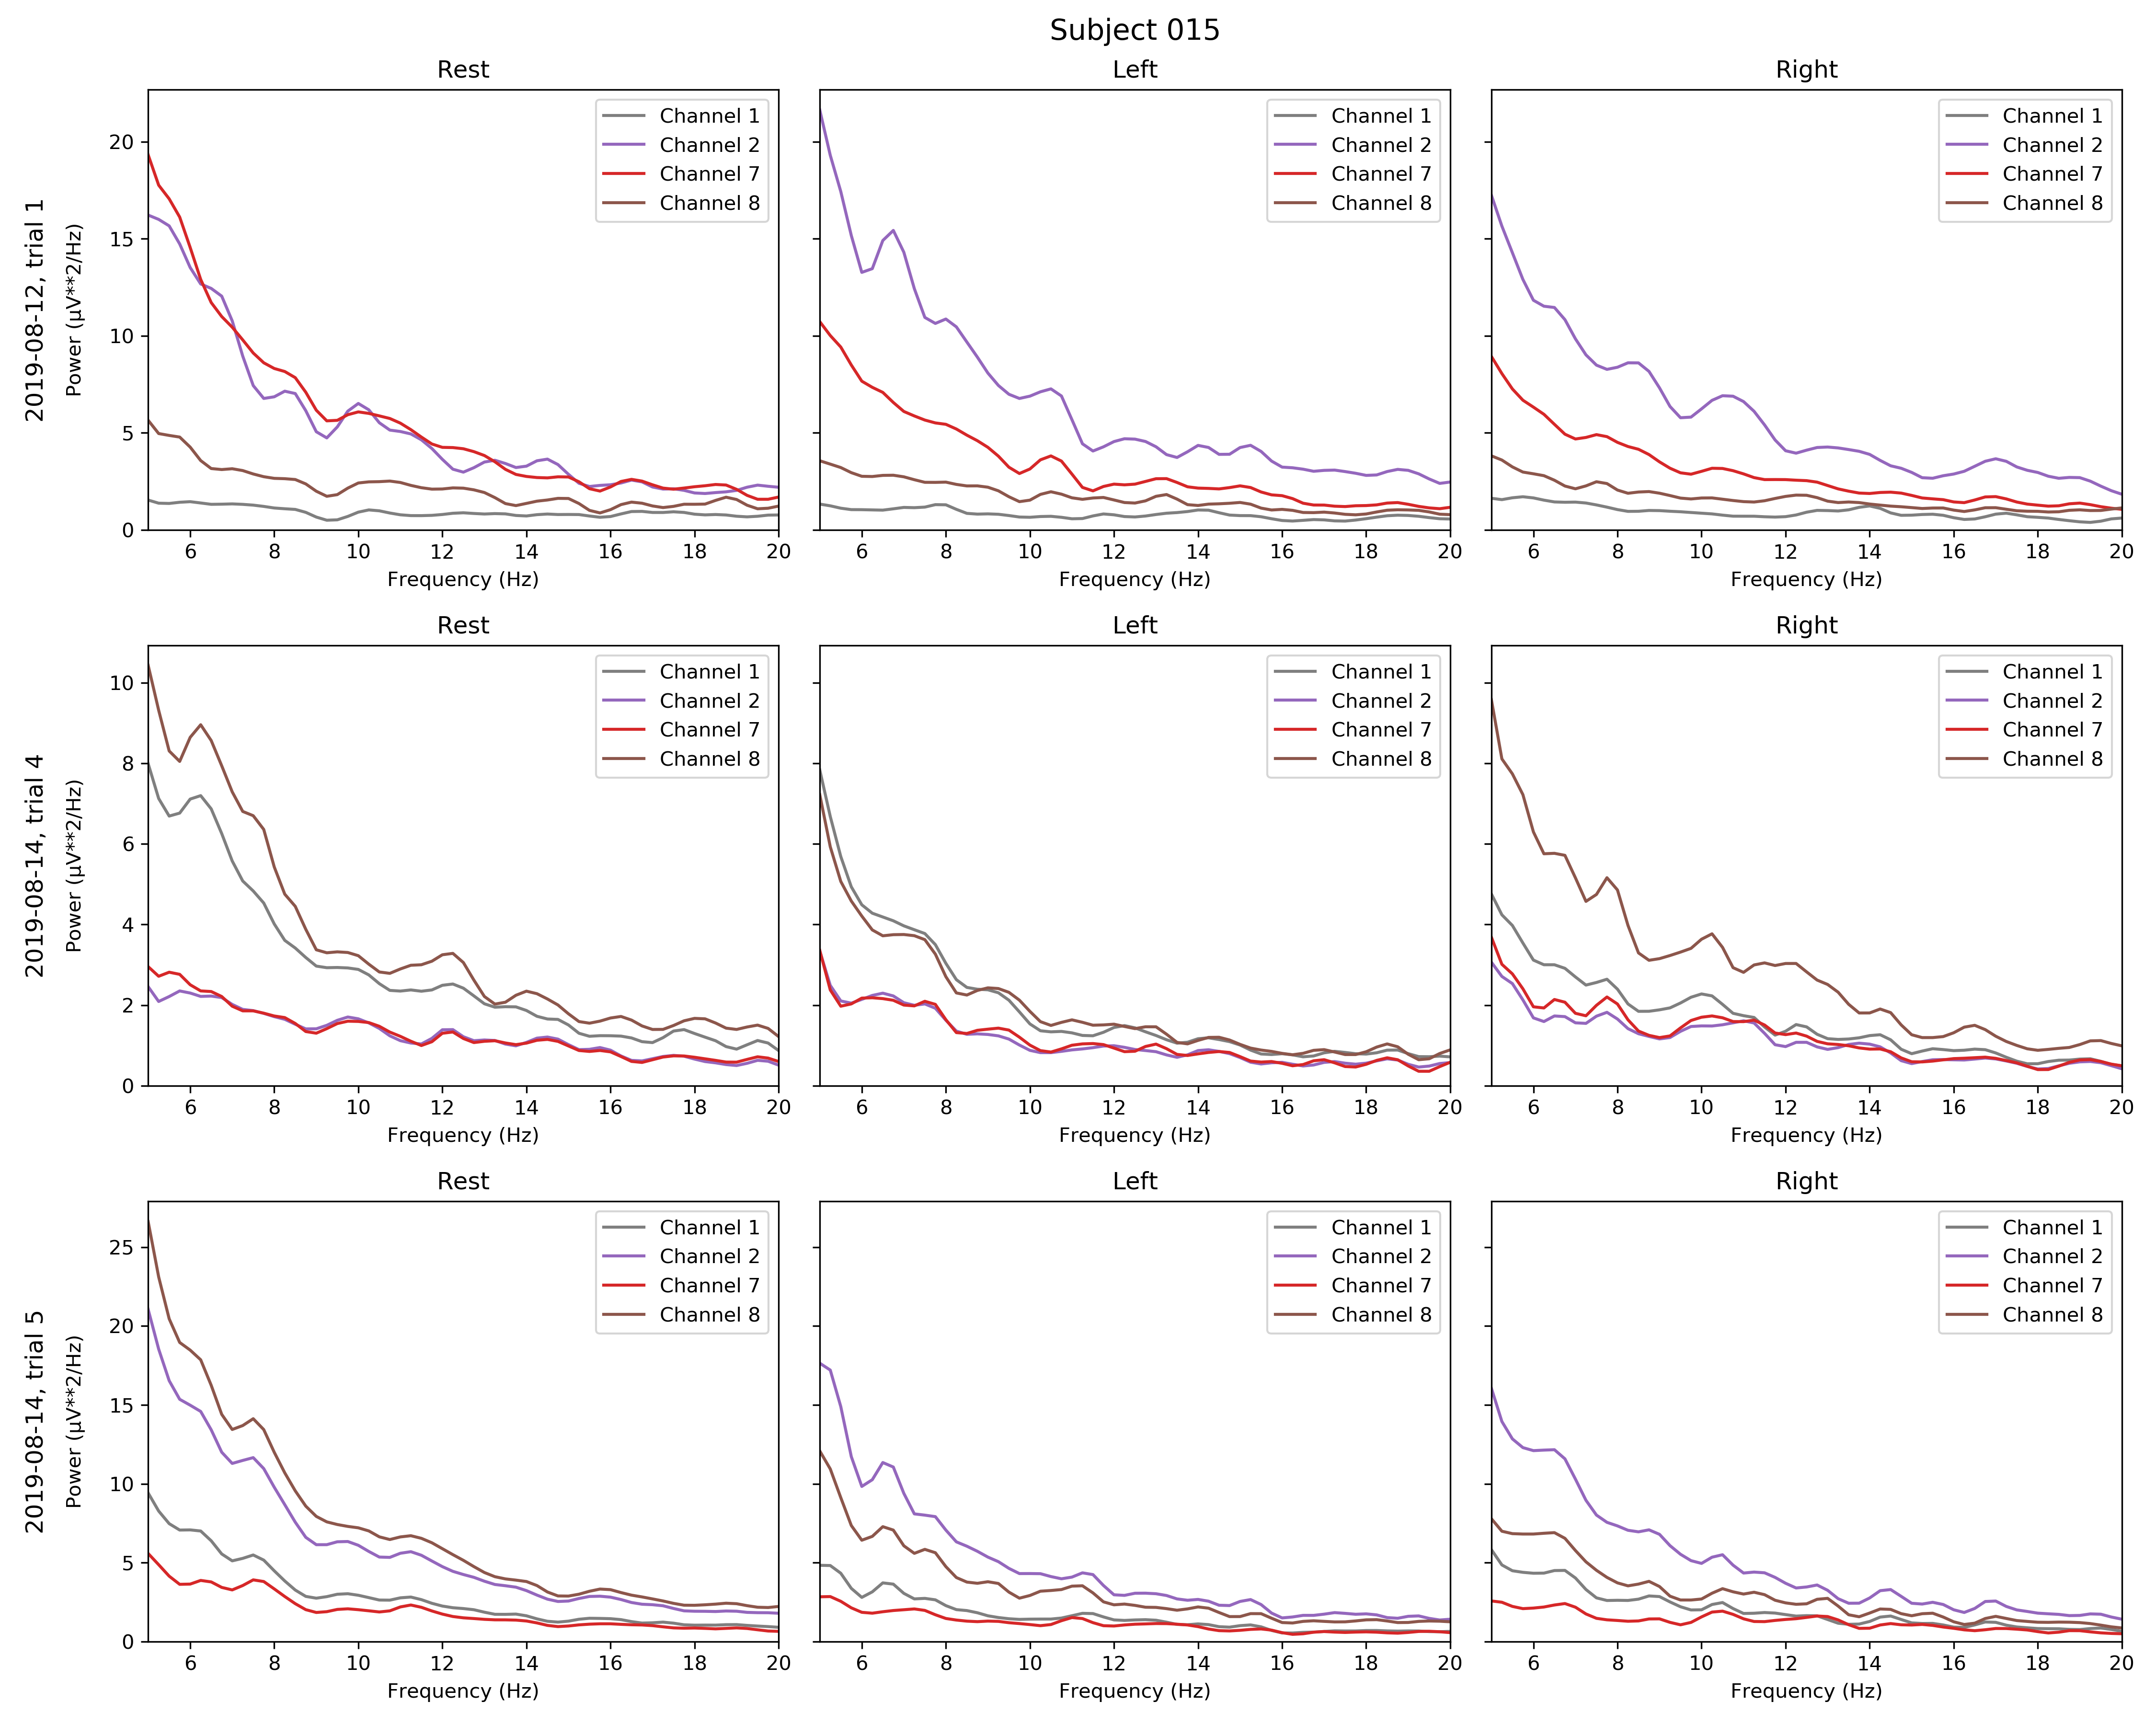 Subject 015
Rest
Left
Right
2019-08-12, trial 1
Power (μV**2/Hz)
20
15
10
5
0
Channel 1
Channel 2
Channel 7
Channel 8
Channel 1
Channel 2
Channel 7
Channel 8
Channel 1
Channel 2
Channel 7
Channel 8
6 8 10 12 14 16 18 20
6 8 10 12 14 16 18 20
6 8 10 12 14 16 18 20
Frequency (Hz)
Frequency (Hz)
Frequency (Hz)
Rest
Left
Right
2019-08-14, trial 4
Power (μV**2/Hz)
10
8
6
4
2
0
Channel 1
Channel 2
Channel 7
Channel 8
Channel 1
Channel 2
Channel 7
Channel 8
Channel 1
Channel 2
Channel 7
Channel 8
6 8 10 12 14 16 18 20
6 8 10 12 14 16 18 20
6 8 10 12 14 16 18 20
Frequency (Hz)
Frequency (Hz)
Frequency (Hz)
Rest
Left
Right
2019-08-14, trial 5
Power (μV**2/Hz)
25
20
15
10
5
0
Channel 1
Channel 2
Channel 7
Channel 8
Channel 1
Channel 2
Channel 7
Channel 8
Channel 1
Channel 2
Channel 7
Channel 8
6 8 10 12 14 16 18 20
6 8 10 12 14 16 18 20
6 8 10 12 14 16 18 20
Frequency (Hz)
Frequency (Hz)
Frequency (Hz)